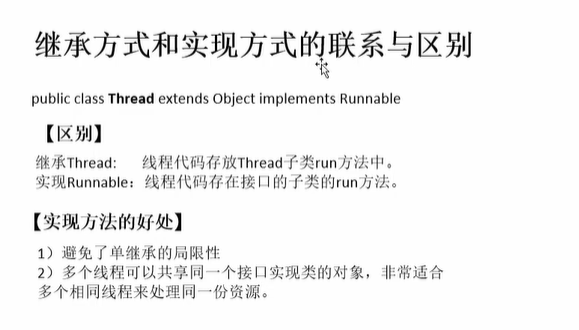 继承方式和实现方式的联系与区别
public class Thread extends Object implements Runnable
【区别】
继承Thread: 线程代码存放Thread子类run方法中。
实现Runnable：线程代码存在接口的子类的run方法。
【实现方法的好处】
1）避免了单继承的局限性
2）多个线程可以共享同一个接口实现类的对象，非常适合
多个相同线程来处理同一份资源。